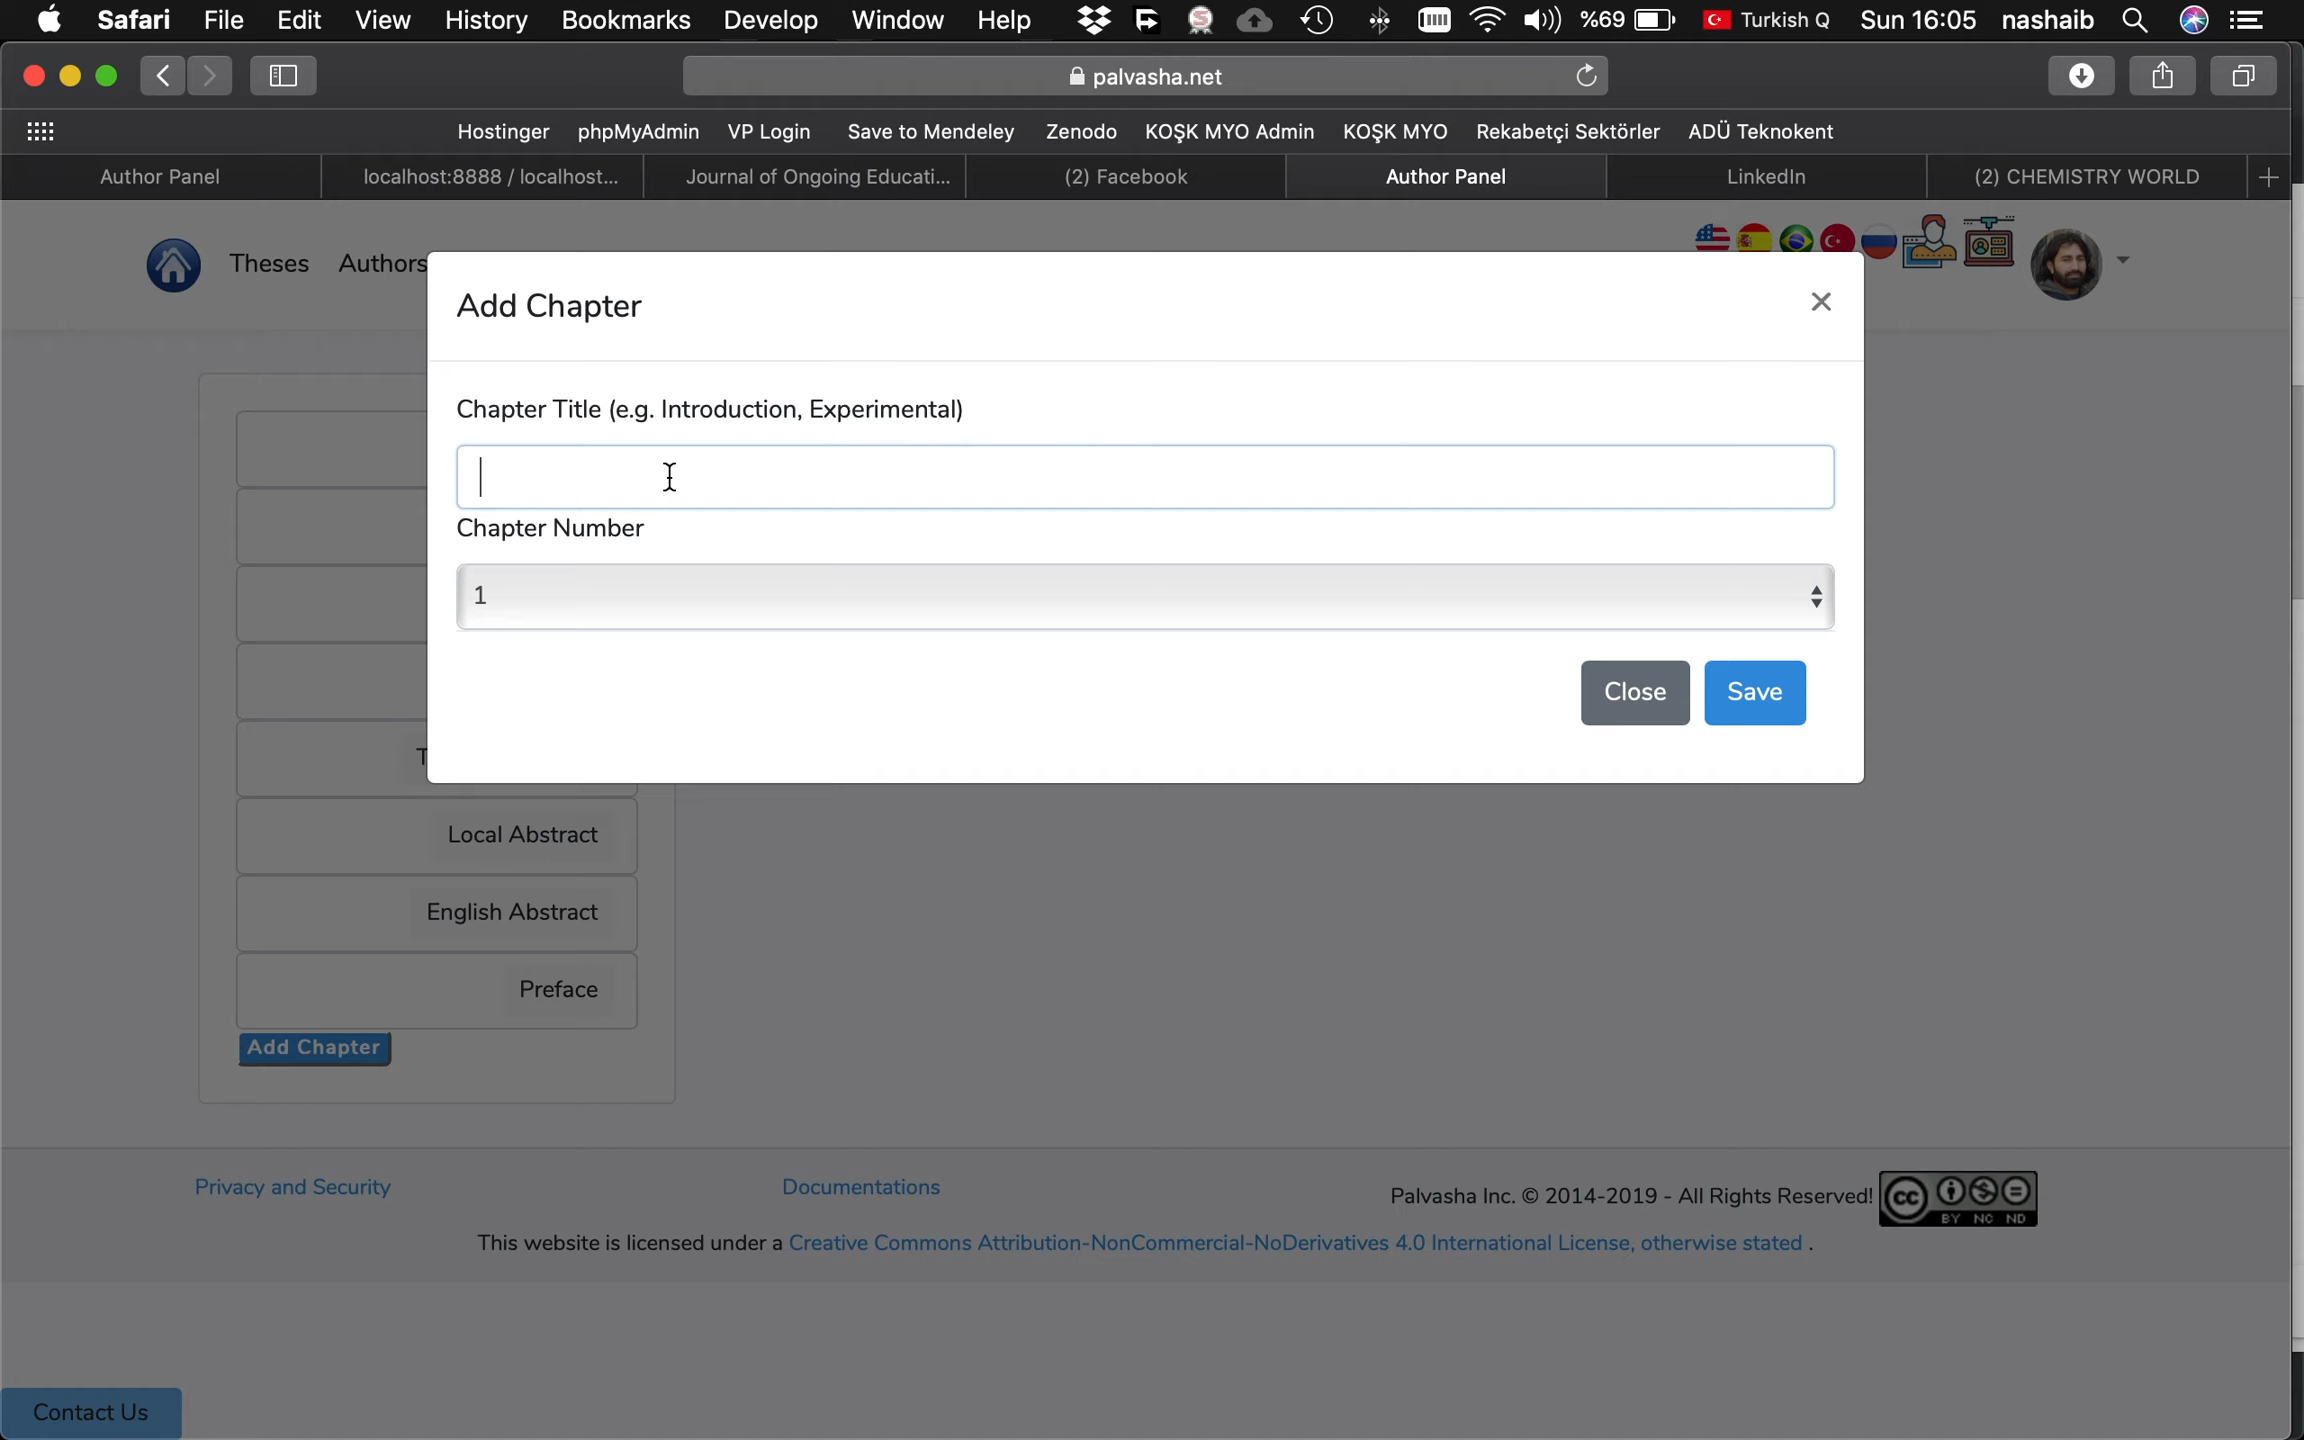 Safari File Edit View History Bookmarks Develop Window Help %69 Turkish Q Sun 16:05 nashaib
palvasha.net
Hostinger phpMyAdmin VP Login Save to Mendeley Zenodo KOŞK MYO Admin KOŞK MYO Rekabetçi Sektörler ADÜ Teknokent
Author Panel localhost:8888 / localhost... Journal of Ongoing Educati... (2) Facebook Author Panel LinkedIn (2) CHEMISTRY WORLD
Theses Authors
Add Chapter
Chapter Title (e.g. Introduction, Experimental)
Chapter Number
1
Close Save
T
Local Abstract
English Abstract
Preface
Add Chapter
Privacy and Security Documentations Palvasha Inc. © 2014-2019 - All Rights Reserved!
CC BY NC ND
This website is licensed under a Creative Commons Attribution-NonCommercial-NoDerivatives 4.0 International License, otherwise stated .
Contact Us